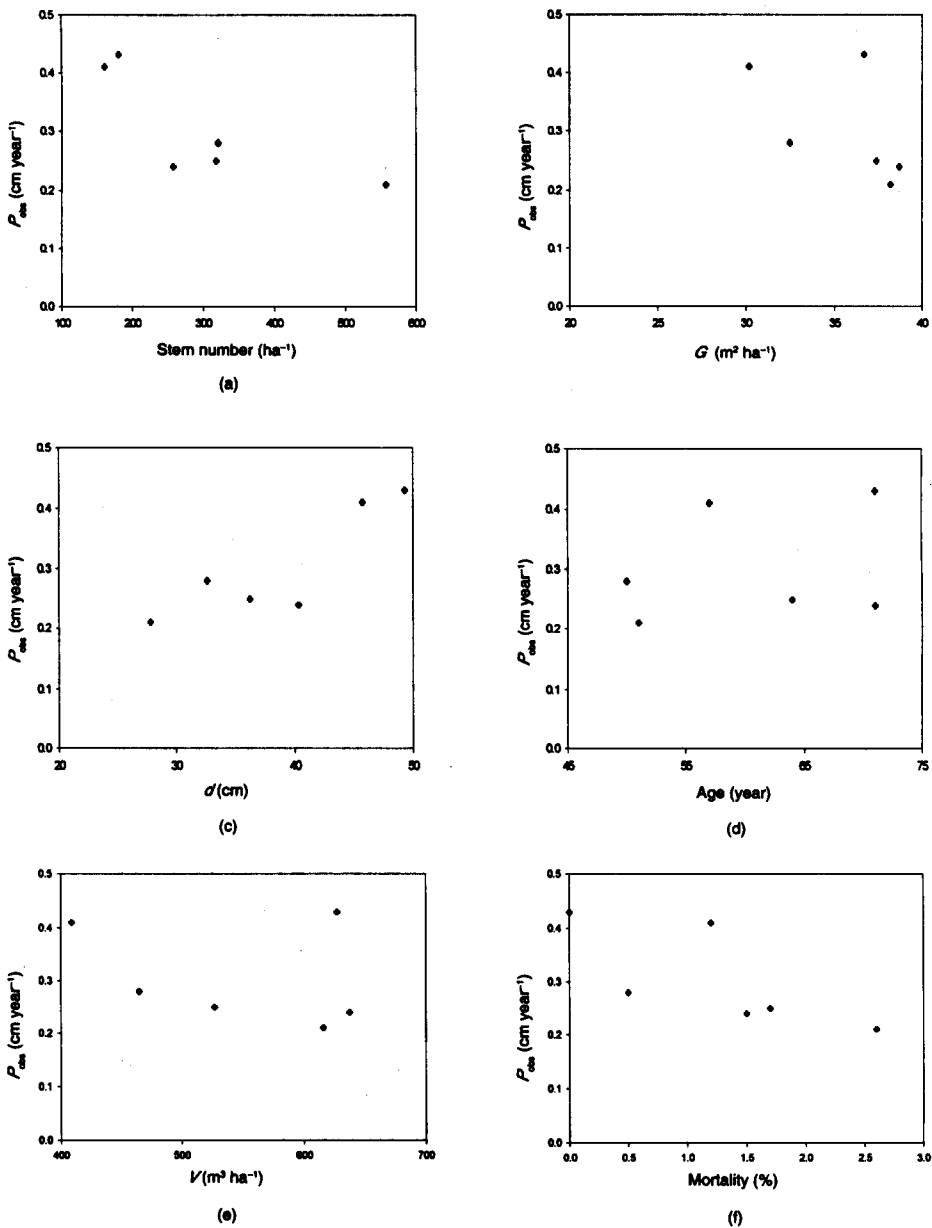 0.5
0.4
0.3
0.2
0.1
0.0
P obs (cm year⁻¹)
100 200 300 400 500 600
Stem number (ha⁻¹)
(a)
0.5
0.4
0.3
0.2
0.1
0.0
P obs (cm year⁻¹)
20 25 30 35 40
G (m² ha⁻¹)
0.5
0.4
0.3
0.2
0.1
0.0
P obs (cm year⁻¹)
20 30 40 50
d (cm)
(c)
0.5
0.4
0.3
0.2
0.1
0.0
P obs (cm year⁻¹)
45 55 65 75
Age (year)
(d)
0.5
0.4
0.3
0.2
0.1
0.0
P obs (cm year⁻¹)
400 500 600 700
V (m³ ha⁻¹)
(e)
0.5
0.4
0.3
0.2
0.1
0.0
P obs (cm year⁻¹)
0.0 0.5 1.0 1.5 2.0 2.5 3.0
Mortality (%)
(f)